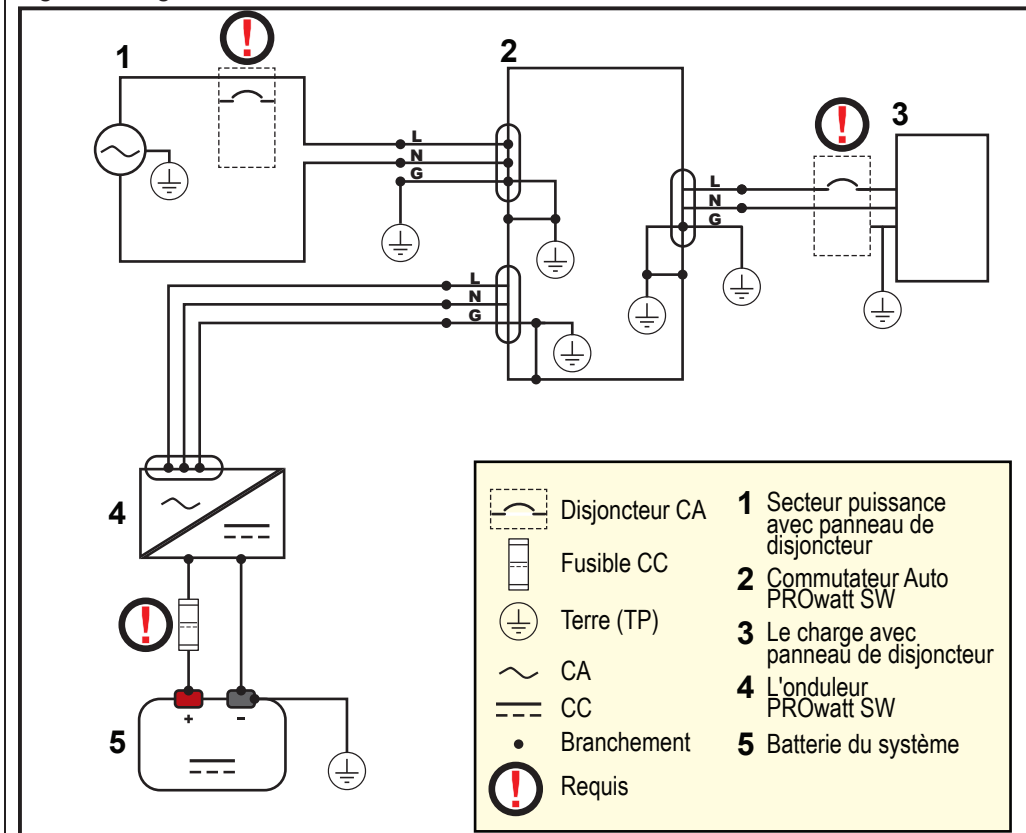 1
2
3
L
N
G
L
N
G
L
N
G
4
+
-
5
Disjoncteur CA
Fusible CC
Terre (TP)
CA
CC
Branchement
Requis
1 Secteur puissance
avec panneau de
disjoncteur
2 Commutateur Auto
PROwatt SW
3 Le charge avec
panneau de disjoncteur
4 L'onduleur
PROwatt SW
5 Batterie du système